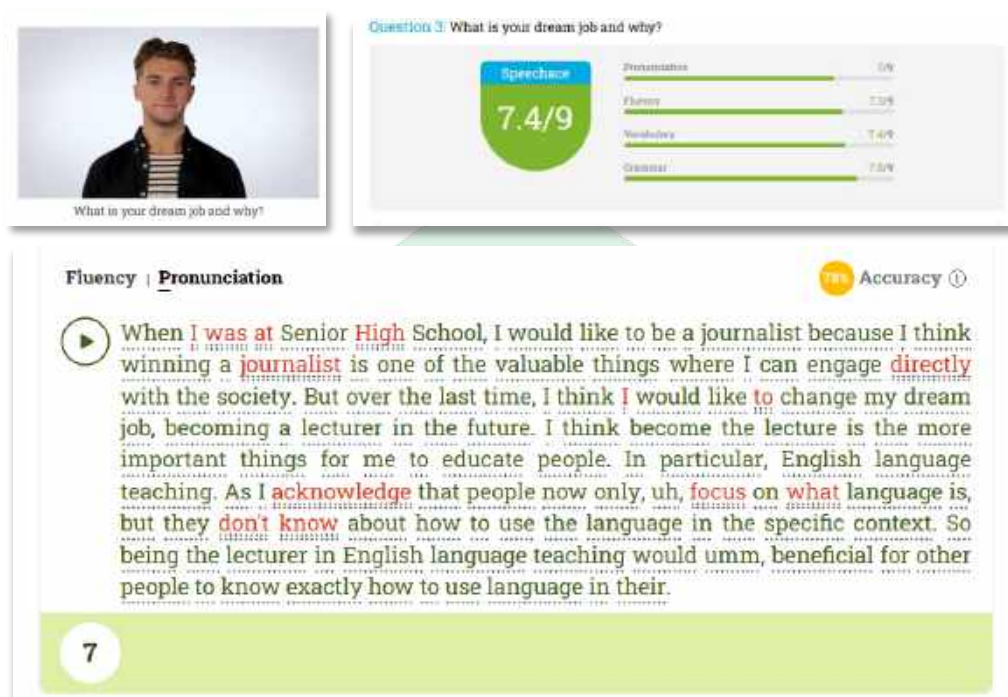 What is your dream job and why?
Question 3: What is your dream job and why?
Speechace
7.4/9
Pronunciation
Fluency
Vocabulary 7.4/9
Grammar
Fluency | Pronunciation
Accuracy
When I was at Senior High School, I would like to be a journalist because I think
winning a journalist is one of the valuable things where I can engage directly
with the society. But over the last time, I think I would like to change my dream
job, becoming a lecturer in the future. I think become the lecture is the more
important things for me to educate people. In particular, English language
teaching. As I acknowledge that people now only, uh, focus on what language is,
but they don't know about how to use the language in the specific context. So
being the lecturer in English language teaching would umm, beneficial for other
people to know exactly how to use language in their.
7